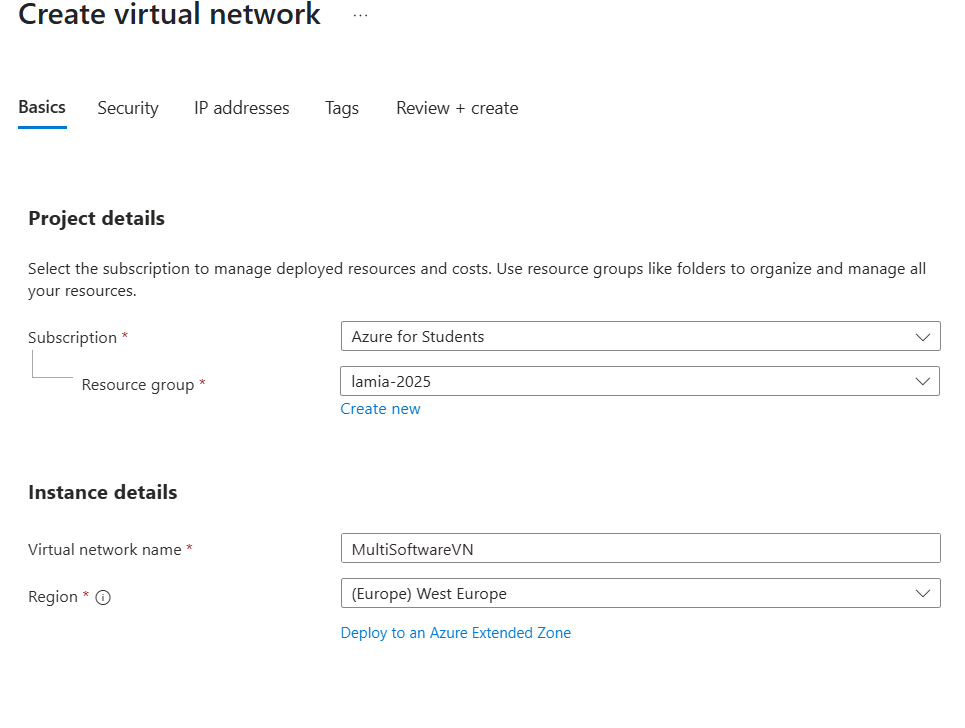 Create virtual network ...
Basics Security IP addresses Tags Review + create
Project details
Select the subscription to manage deployed resources and costs. Use resource groups like folders to organize and manage all
your resources.
Subscription * Azure for Students
Resource group * lamia-2025
Create new
Instance details
Virtual network name * MultiSoftwareVN
Region * (Europe) West Europe
Deploy to an Azure Extended Zone